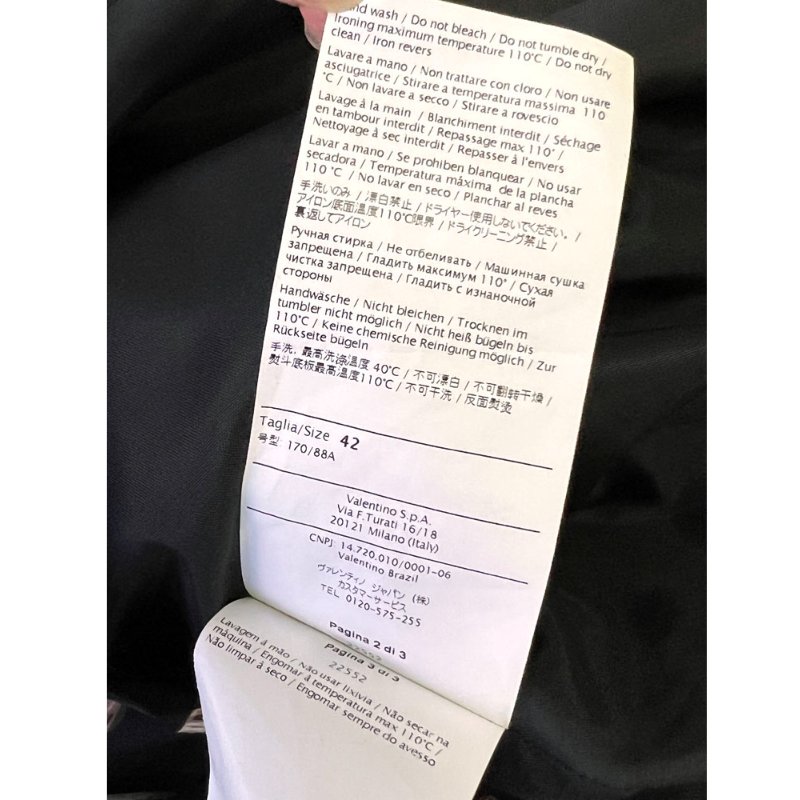 nd wash / Do not bleach / Do not tumble dry /
Ironing maximum temperature 110°C / Do not dry
clean / Iron revers
Lavare a mano / Non trattare con cloro / Non usare
asciugatrice / Stirare a temperatura massima 110
°C / Non lavare a secco / Stirare a rovescio
Lavage à la main / Blanchiment interdit / Séchage
en tambour interdit / Repassage max 110° /
Nettoyage à sec interdit / Repasser à l'envers
Lavar a mano / Se prohiben blanquear / No usar
secadora / Temperatura máxima de la plancha
110 °C / No lavar en seco / Planchar al reves
手洗いのみ / 漂白禁止 / ドライヤー使用しないでください。 /
アイロン底面温度110℃限界 / ドライクリーニング禁止 /
裏返してアイロン
Ручная стирка / Не отбеливать / Машинная сушка
запрещена / Гладить максимум 110° / Сухая
чистка запрещена / Гладить с изнаночной
стороны
Handwäsche / Nicht bleichen / Trocknen im
tumbler nicht möglich / Nicht heiß bügeln bis
110°C / Keine chemische Reinigung möglich / Zur
Rückseite bügeln
手洗, 最高洗涤温度 40°C / 不可漂白 / 不可翻转干燥 /
熨斗底板最高温度110°C / 不可干洗 / 反面熨烫
Taglia/Size 42
号型: 170/88A
Valentino S.p.A.
Via F.Turati 16/18
20121 Milano (Italy)
CNPJ: 14.720.010/0001-06
Valentino Brazil
ヴァレンティノ ジャパン (株)
カスタマーサービス
TEL 0120-575-255
Pagina 2 di 3
22552
Pagina 3 di 3
22552
Lavagem à mão / Não usar lixivia / Não secar na
máquina / Engomar à temperatura max 110°C /
Não limpar à seco / Engomar sempre do avesso